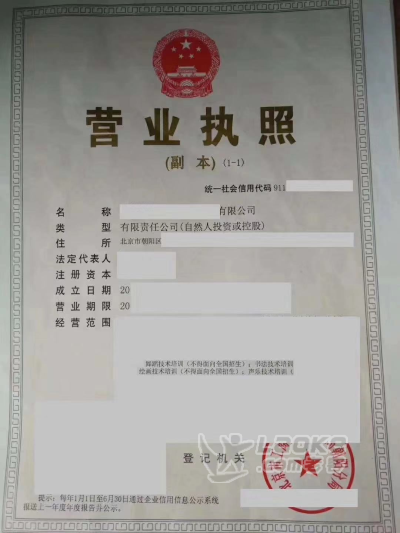 营业执照
(副 本) (1-1)
统一社会信用代码 911
名 称 有限公司
类 型 有限责任公司(自然人投资或控股)
住 所 北京市朝阳区
法定代表人
注册资本
成立日期 20
营业期限 20
经营范围
舞蹈技术培训(不得面向全国招生);书法技术培训
绘画技术培训(不得面向全国招生);声乐技术培训(
登记机关
提示:每年1月1日至6月30日通过企业信用信息公示系统
报送上一年度年度报告并公示。